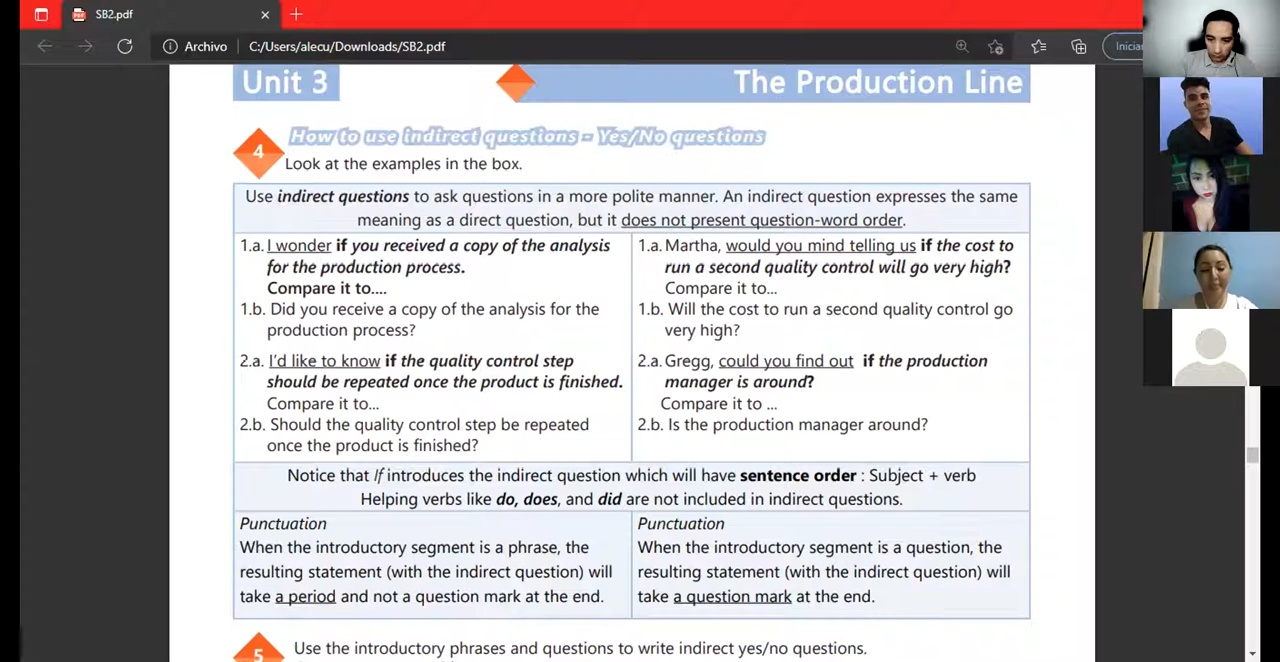 SB2.pdf
Archivo
C:/Users/alecu/Downloads/SB2.pdf
Iniciar
Unit 3
The Production Line
4
How to use indirect questions - Yes/No questions
Look at the examples in the box.
Use indirect questions to ask questions in a more polite manner. An indirect question expresses the same
meaning as a direct question, but it does not present question-word order.
1.a. I wonder if you received a copy of the analysis
for the production process.
Compare it to....
1.b. Did you receive a copy of the analysis for the
production process?
2.a. I'd like to know if the quality control step
should be repeated once the product is finished.
Compare it to...
2.b. Should the quality control step be repeated
once the product is finished?
1.a. Martha, would you mind telling us if the cost to
run a second quality control will go very high?
Compare it to...
1.b. Will the cost to run a second quality control go
very high?
2.a. Gregg, could you find out if the production
manager is around?
Compare it to ...
2.b. Is the production manager around?
Notice that If introduces the indirect question which will have sentence order : Subject + verb
Helping verbs like do, does, and did are not included in indirect questions.
Punctuation
When the introductory segment is a phrase, the
resulting statement (with the indirect question) will
take a period and not a question mark at the end.
Punctuation
When the introductory segment is a question, the
resulting statement (with the indirect question) will
take a question mark at the end.
5
Use the introductory phrases and questions to write indirect yes/no questions.